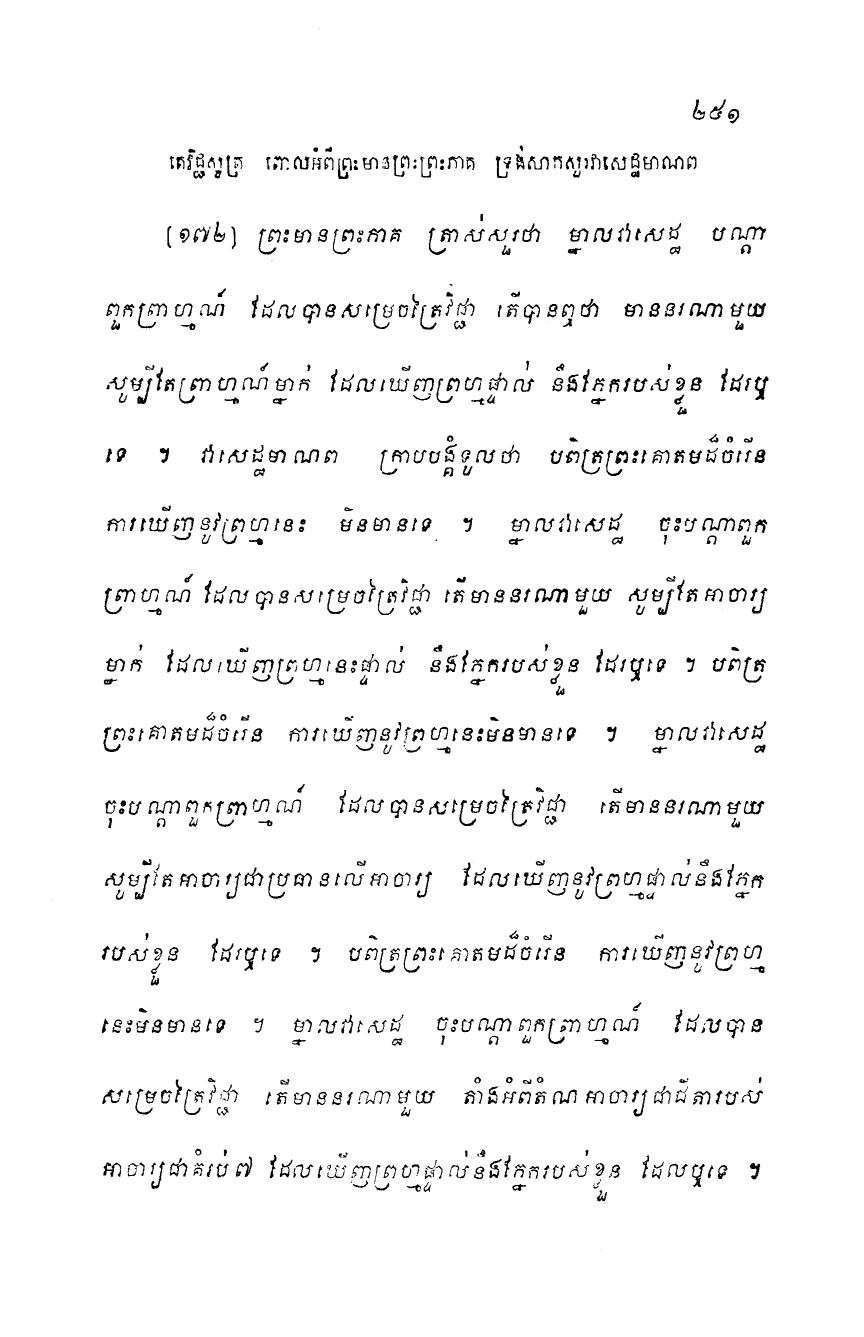 ២៥១
តេវិជ្ជសូត្រ ពោលអំពីព្រះមានព្រះព្រះភាគ ទ្រង់សាកសួរវាសេដ្ឋមាណព
[១៧២] ព្រះមានព្រះភាគ ត្រាស់សួរថា ម្នាលវាសេដ្ឋ បណ្តា
ពួកព្រាហ្មណ៍ ដែលបានសម្រេចត្រៃវិជ្ជា តើបានឮថា មាននរណាមួយ
សូម្បីតែព្រាហ្មណ៍ម្នាក់ ដែលឃើញព្រហ្មផ្ទាល់ នឹងភ្នែករបស់ខ្លួន ដែរឬ
ទេ ។ វាសេដ្ឋមាណព ក្រាបបង្គំទូលថា បពិត្រព្រះគោតមដ៏ចំរើន
ការឃើញនូវព្រហ្មនេះ មិនមានទេ ។ ម្នាលវាសេដ្ឋ ចុះបណ្តាពួក
ព្រាហ្មណ៍ ដែលបានសម្រេចត្រៃវិជ្ជា តើមាននរណាមួយ សូម្បីតែអាចារ្យ
ម្នាក់ ដែលឃើញព្រហ្មនេះផ្ទាល់ នឹងភ្នែករបស់ខ្លួន ដែរឬទេ ។ បពិត្រ
ព្រះគោតមដ៏ចំរើន ការឃើញនូវព្រហ្មនេះមិនមានទេ ។ ម្នាលវាសេដ្ឋ
ចុះបណ្តាពួកព្រាហ្មណ៍ ដែលបានសម្រេចត្រៃវិជ្ជា តើមាននរណាមួយ
សូម្បីតែអាចារ្យជាប្រធានលើអាចារ្យ ដែលឃើញនូវព្រហ្មផ្ទាល់នឹងភ្នែក
របស់ខ្លួន ដែរឬទេ ។ បពិត្រព្រះគោតមដ៏ចំរើន ការឃើញនូវព្រហ្ម
នេះមិនមានទេ ។ ម្នាលវាសេដ្ឋ ចុះបណ្តាពួកព្រាហ្មណ៍ ដែលបាន
សម្រេចត្រៃវិជ្ជា តើមាននរណាមួយ តាំងអំពីតំណអាចារ្យជាជីតារបស់
អាចារ្យជាគំរប់៧ ដែលឃើញព្រហ្មផ្ទាល់នឹងភ្នែករបស់ខ្លួន ដែលឬទេ ។